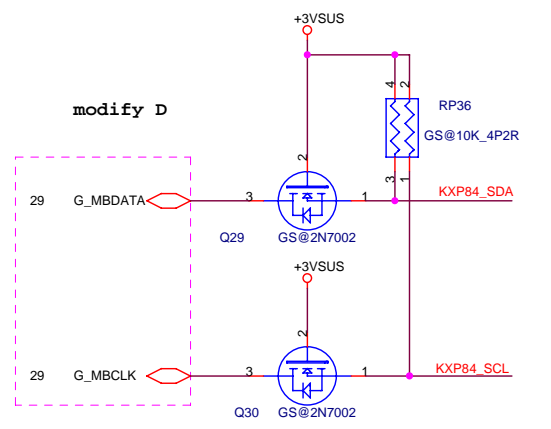 +3VSUS
modify D
4
2
RP36
GS@10K_4P2R
3
1
2
29 G_MBDATA
3
1
KXP84_SDA
Q29 GS@2N7002
+3VSUS
2
29 G_MBCLK
3
1
KXP84_SCL
Q30 GS@2N7002